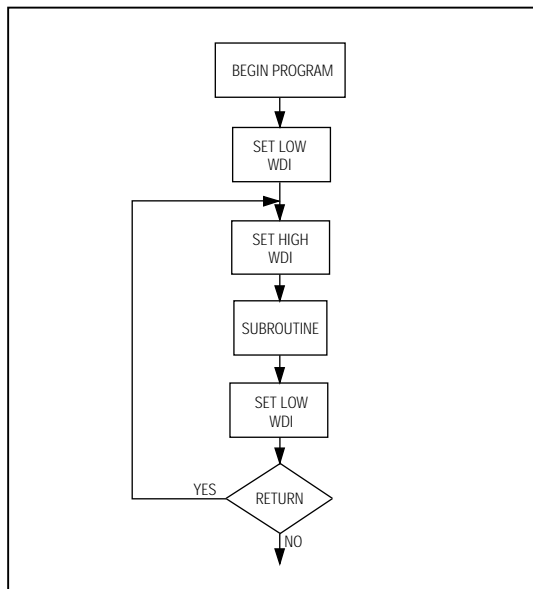 BEGIN PROGRAM
SET LOW
WDI
SET HIGH
WDI
SUBROUTINE
SET LOW
WDI
YES
RETURN
NO